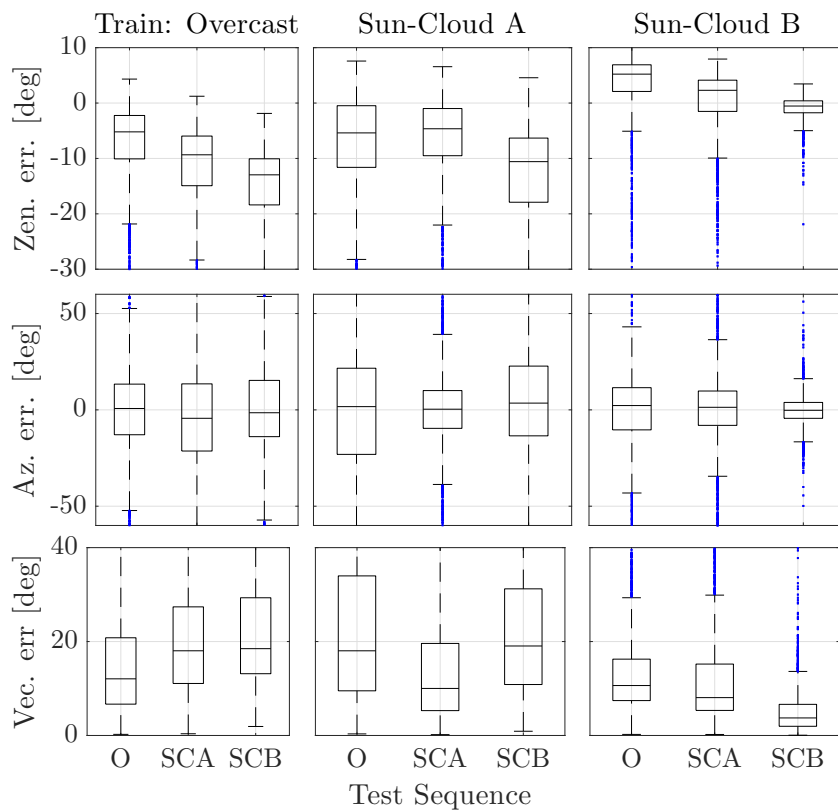 Train: Overcast Sun-Cloud A Sun-Cloud B
Zen. err. [deg]
10
0
-10
-20
-30
Az. err. [deg]
50
0
-50
Vec. err [deg]
40
20
0
O SCA SCB O SCA SCB O SCA SCB
Test Sequence